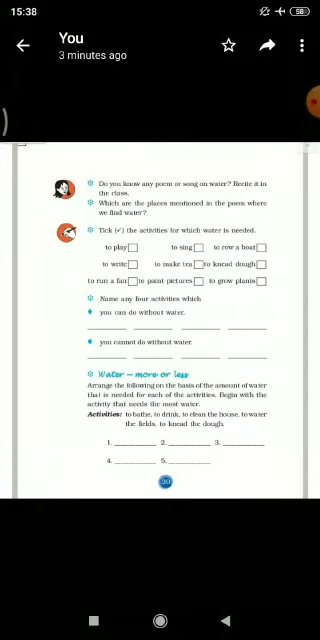 15:38
58
You
3 minutes ago
Do you know any poem or song on water? Recite it in
the class.
Which are the places mentioned in the poem where
we find water?
Tick (✓) the activities for which water is needed.
to play to sing to row a boat
to write to make tea to knead dough
to run a fan to paint pictures to grow plants
Name any four activities which
you can do without water.
you cannot do without water.
Water – more or less
Arrange the following on the basis of the amount of water
that is needed for each of the activities. Begin with the
activity that needs the most water.
Activities: to bathe, to drink, to clean the house, to water
the fields, to knead the dough.
1. __________ 2. __________ 3. __________
4. __________ 5. __________
20